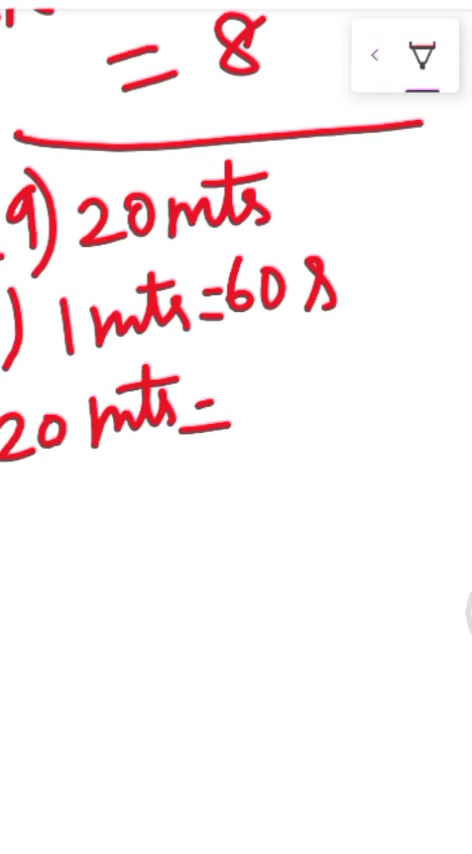 = 8
9) 20 mts
) 1 mts = 60 s
20 mts =